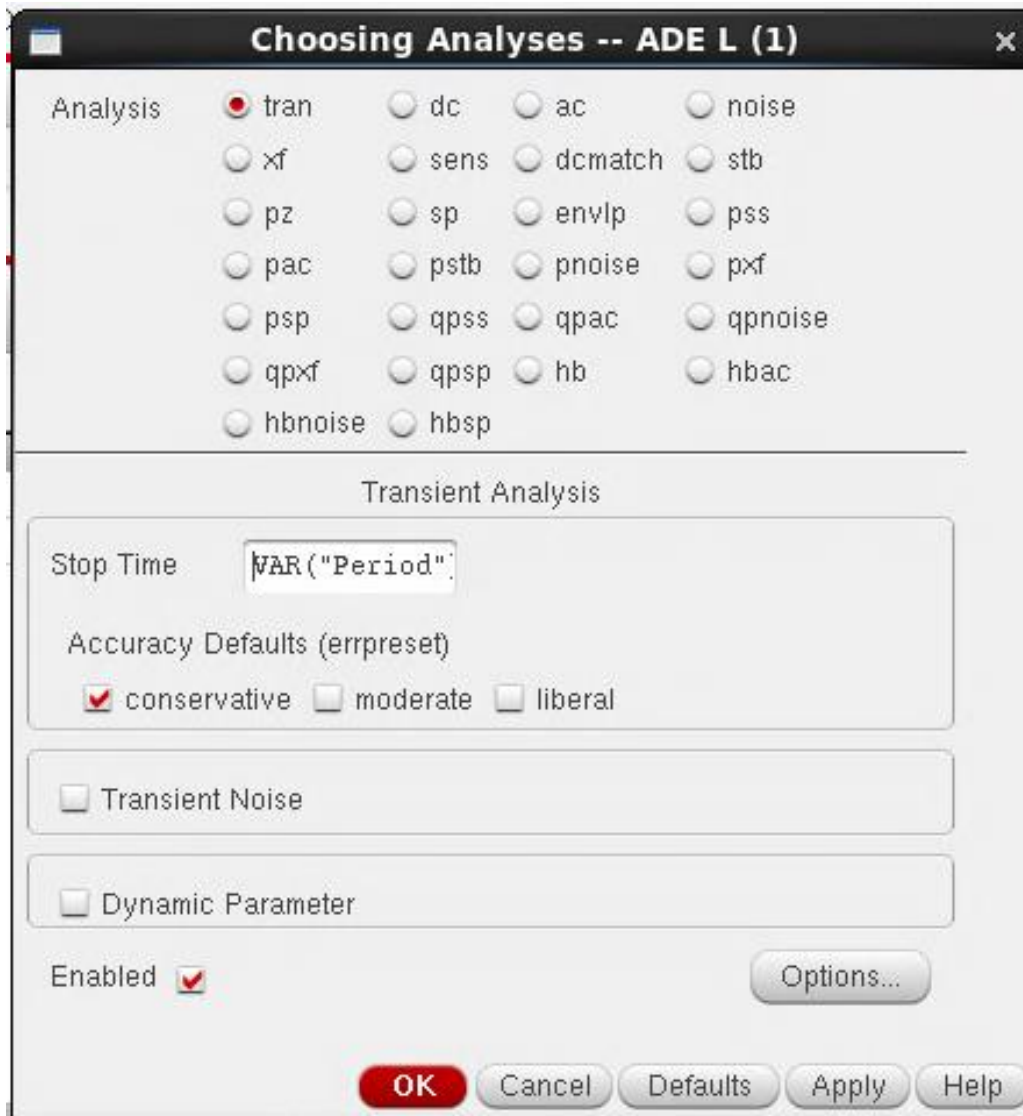 Choosing Analyses -- ADE L (1)
Analysis tran dc ac noise
xf sens dcmatch stb
pz sp envlp pss
pac pstb pnoise pxf
psp qpss qpac qpnoise
qpxf qpsp hb hbac
hbnoise hbsp
Transient Analysis
Stop Time VAR("Period")
Accuracy Defaults (errpreset)
conservative moderate liberal
Transient Noise
Dynamic Parameter
Enabled Options...
OK Cancel Defaults Apply Help